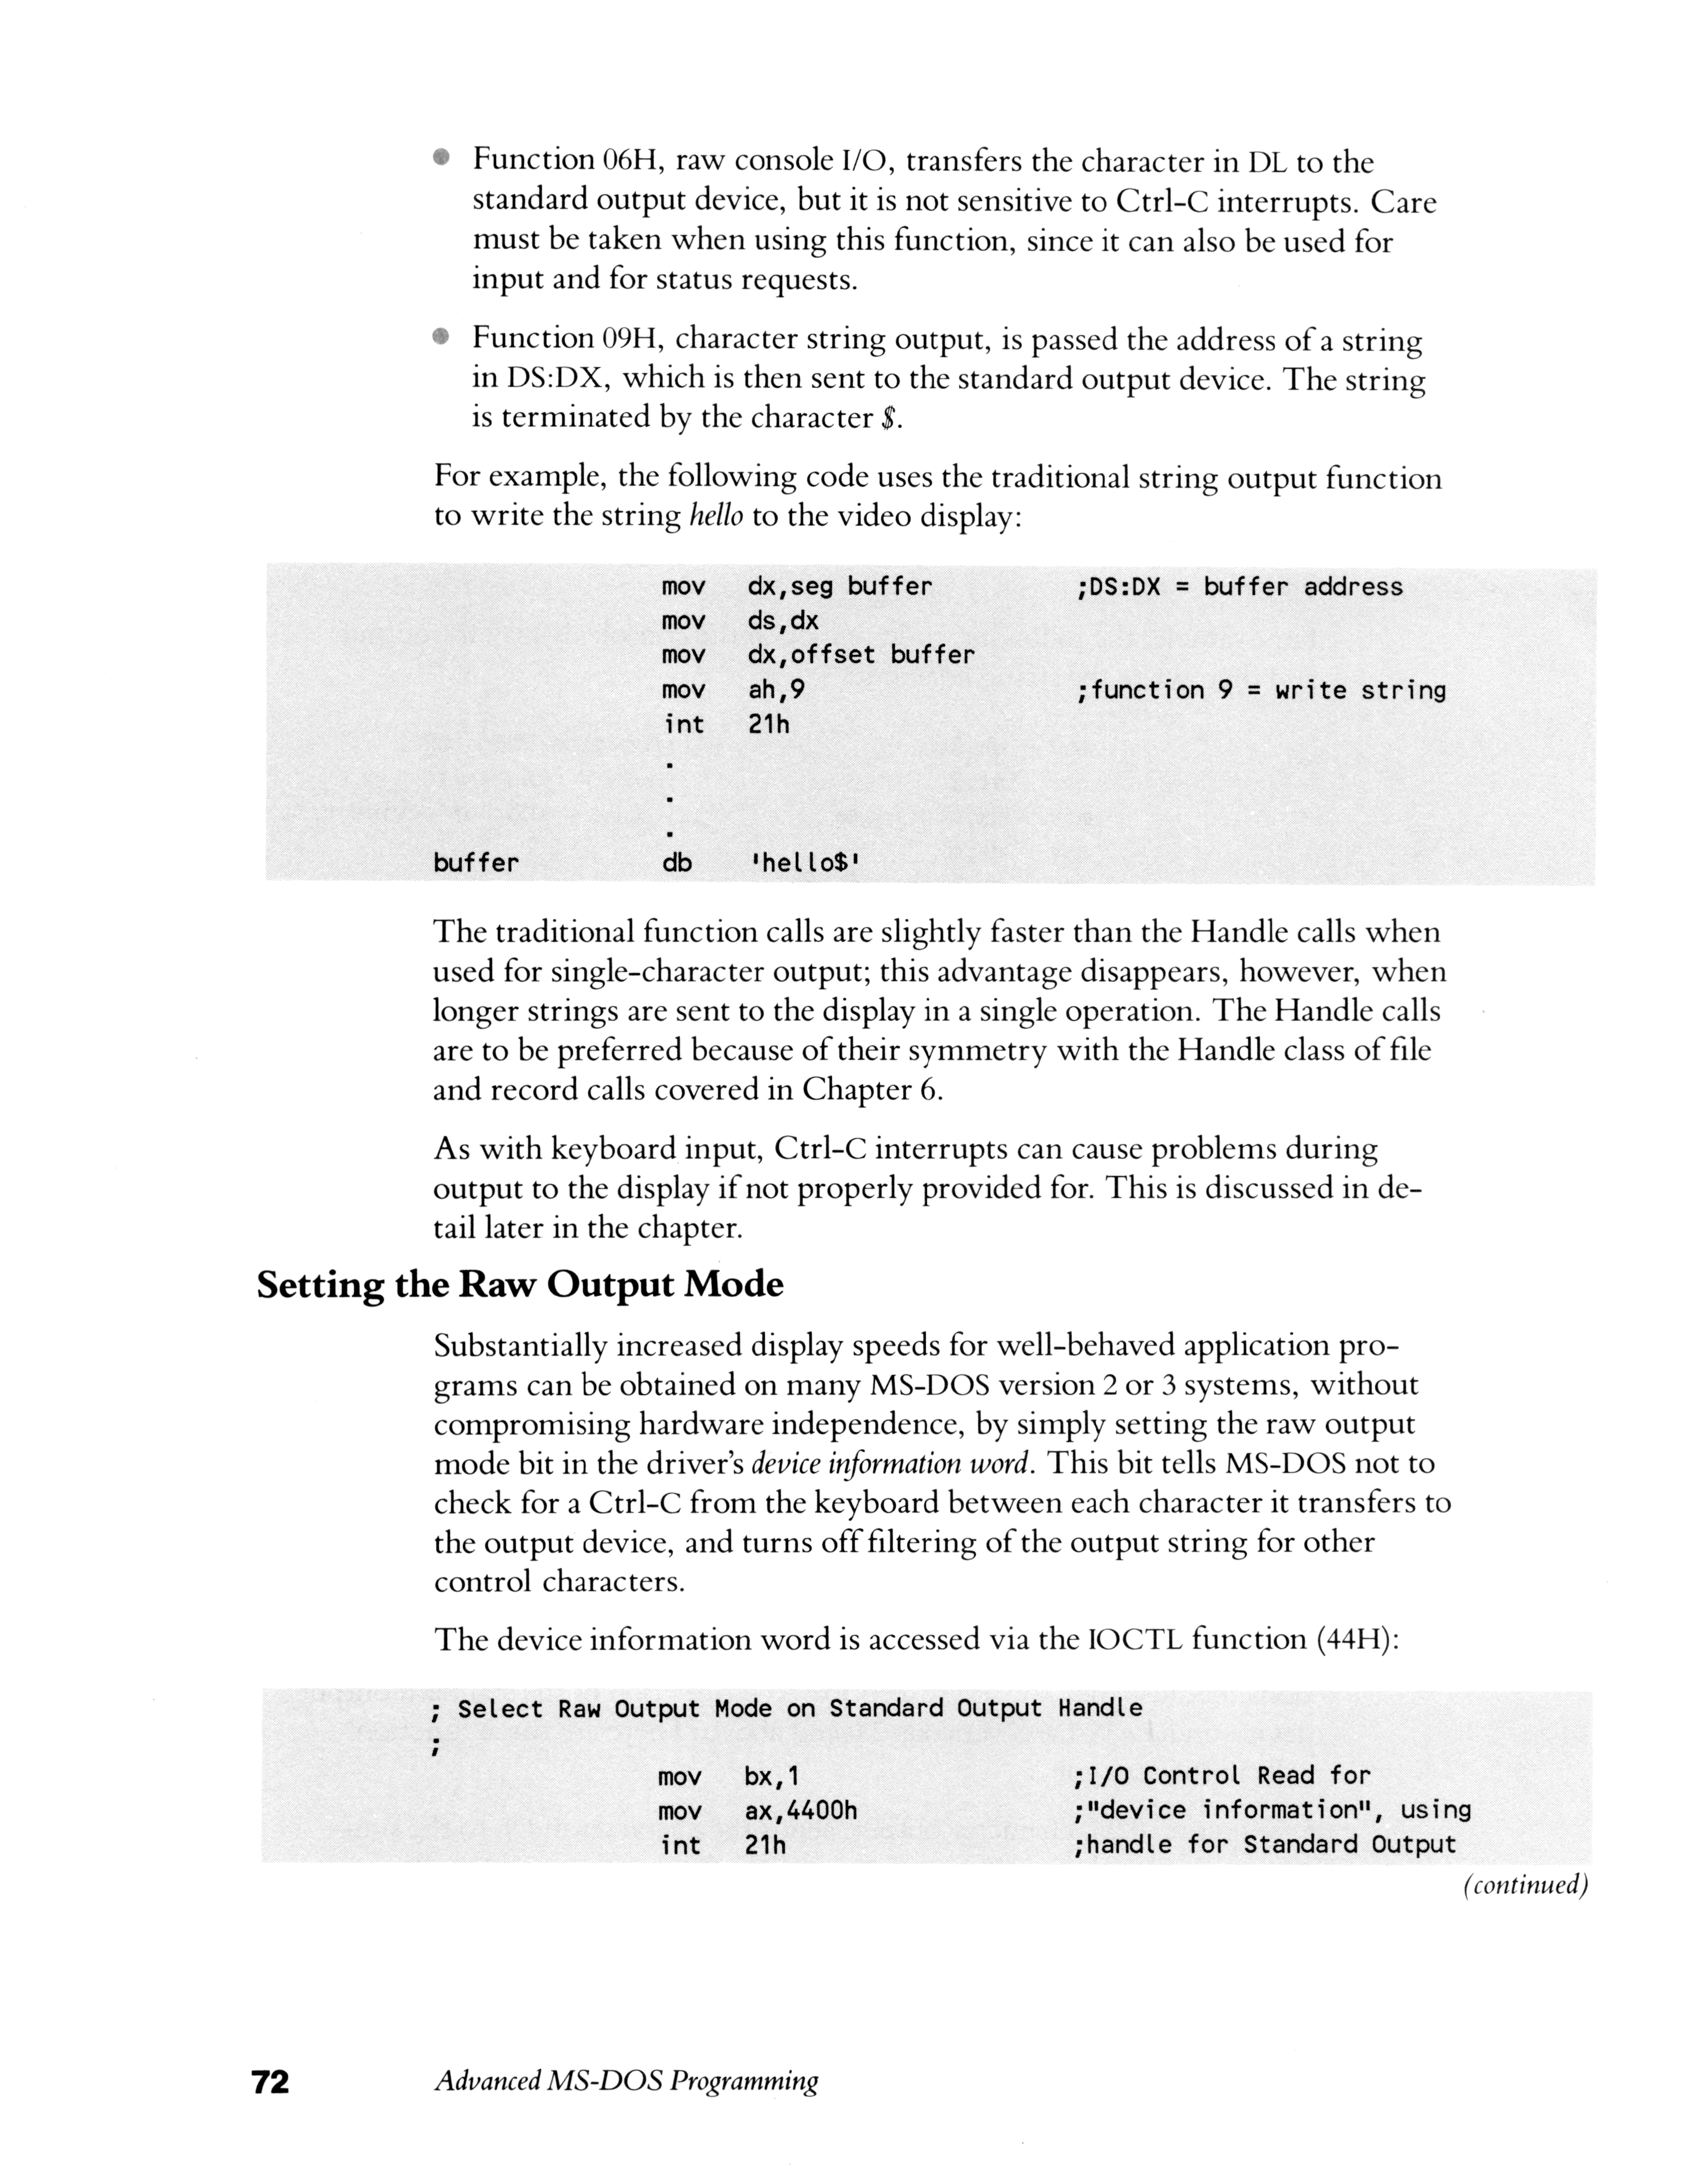 • Function 06H, raw console I/O, transfers the character in DL to the
standard output device, but it is not sensitive to Ctrl-C interrupts. Care
must be taken when using this function, since it can also be used for
input and for status requests.
• Function 09H, character string output, is passed the address of a string
in DS:DX, which is then sent to the standard output device. The string
is terminated by the character $.
For example, the following code uses the traditional string output function
to write the string hello to the video display:
mov dx,seg buffer ;DS:DX = buffer address
mov ds,dx
mov dx,offset buffer
mov ah,9 ;function 9 = write string
int 21h
.
.
.
buffer db 'hello$'
The traditional function calls are slightly faster than the Handle calls when
used for single-character output; this advantage disappears, however, when
longer strings are sent to the display in a single operation. The Handle calls
are to be preferred because of their symmetry with the Handle class of file
and record calls covered in Chapter 6.
As with keyboard input, Ctrl-C interrupts can cause problems during
output to the display if not properly provided for. This is discussed in de-
tail later in the chapter.
Setting the Raw Output Mode
Substantially increased display speeds for well-behaved application pro-
grams can be obtained on many MS-DOS version 2 or 3 systems, without
compromising hardware independence, by simply setting the raw output
mode bit in the driver's device information word. This bit tells MS-DOS not to
check for a Ctrl-C from the keyboard between each character it transfers to
the output device, and turns off filtering of the output string for other
control characters.
The device information word is accessed via the IOCTL function (44H):
; Select Raw Output Mode on Standard Output Handle
;
mov bx,1 ;I/O Control Read for
mov ax,4400h ;"device information", using
int 21h ;handle for Standard Output
(continued)
72 Advanced MS-DOS Programming